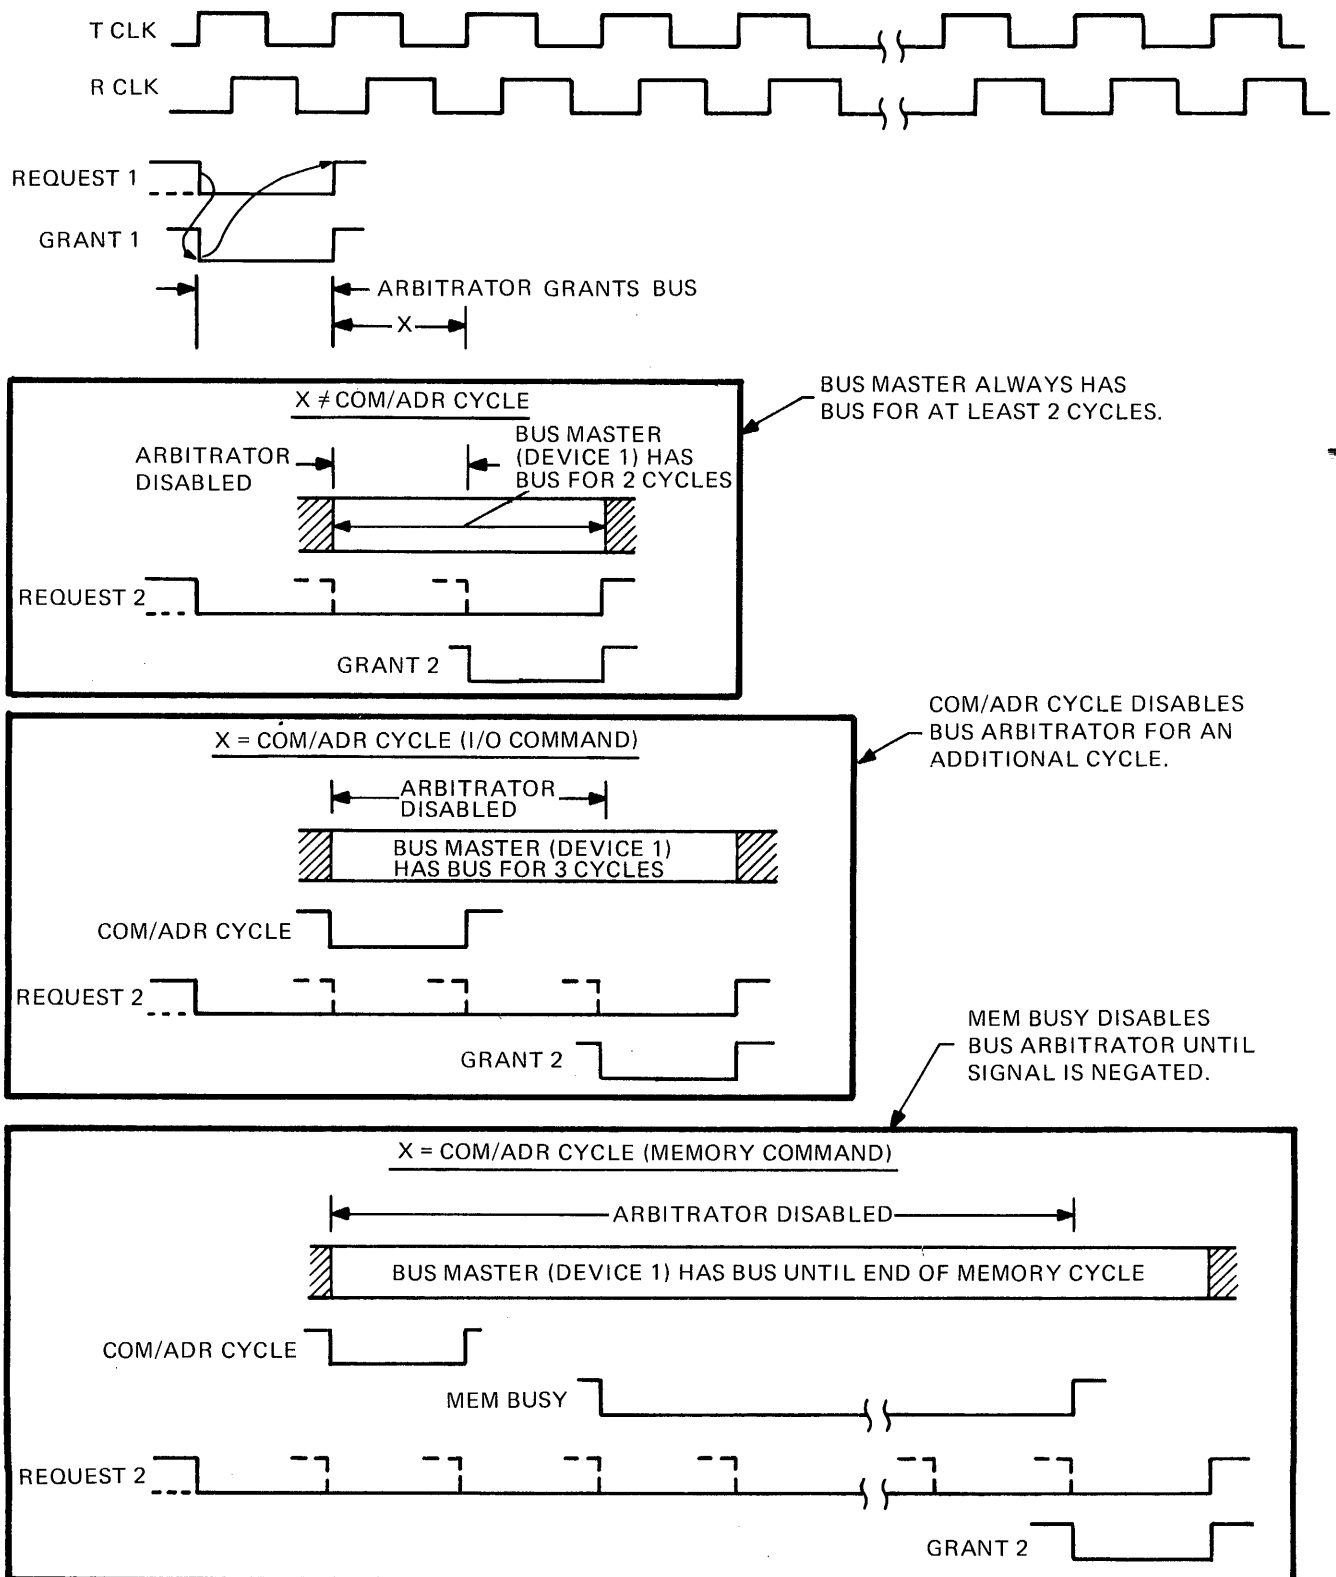 T CLK
R CLK
REQUEST 1
GRANT 1
ARBITRATOR GRANTS BUS
X
X ≠ COM/ADR CYCLE
BUS MASTER ALWAYS HAS
BUS FOR AT LEAST 2 CYCLES.
ARBITRATOR
DISABLED
BUS MASTER
(DEVICE 1) HAS
BUS FOR 2 CYCLES
REQUEST 2
GRANT 2
COM/ADR CYCLE DISABLES
BUS ARBITRATOR FOR AN
ADDITIONAL CYCLE.
X = COM/ADR CYCLE (I/O COMMAND)
ARBITRATOR
DISABLED
BUS MASTER (DEVICE 1)
HAS BUS FOR 3 CYCLES
COM/ADR CYCLE
REQUEST 2
GRANT 2
MEM BUSY DISABLES
BUS ARBITRATOR UNTIL
SIGNAL IS NEGATED.
X = COM/ADR CYCLE (MEMORY COMMAND)
ARBITRATOR DISABLED
BUS MASTER (DEVICE 1) HAS BUS UNTIL END OF MEMORY CYCLE
COM/ADR CYCLE
MEM BUSY
REQUEST 2
GRANT 2